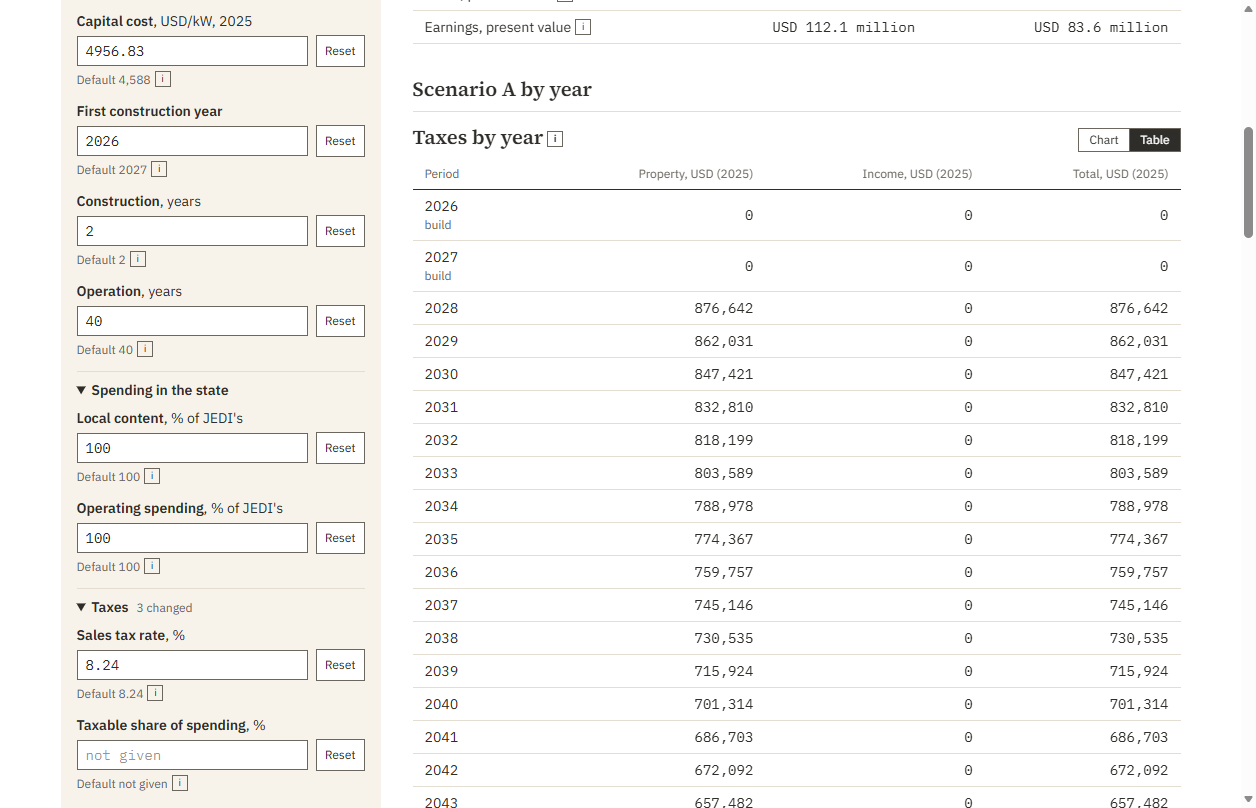 Capital cost, USD/kW, 2025
4956.83
Reset
Default 4,588 i
First construction year
2026
Reset
Default 2027 i
Construction, years
2
Reset
Default 2 i
Operation, years
40
Reset
Default 40 i
▼ Spending in the state
Local content, % of JEDI's
100
Reset
Default 100 i
Operating spending, % of JEDI's
100
Reset
Default 100 i
▼ Taxes 3 changed
Sales tax rate, %
8.24
Reset
Default 8.24 i
Taxable share of spending, %
not given
Reset
Default not given i
Earnings, present value i USD 112.1 million USD 83.6 million
Scenario A by year
Taxes by year i
Chart Table
Period Property, USD (2025) Income, USD (2025) Total, USD (2025)
2026 build 0 0 0
2027 build 0 0 0
2028 876,642 0 876,642
2029 862,031 0 862,031
2030 847,421 0 847,421
2031 832,810 0 832,810
2032 818,199 0 818,199
2033 803,589 0 803,589
2034 788,978 0 788,978
2035 774,367 0 774,367
2036 759,757 0 759,757
2037 745,146 0 745,146
2038 730,535 0 730,535
2039 715,924 0 715,924
2040 701,314 0 701,314
2041 686,703 0 686,703
2042 672,092 0 672,092
2043 657,482 0 657,482